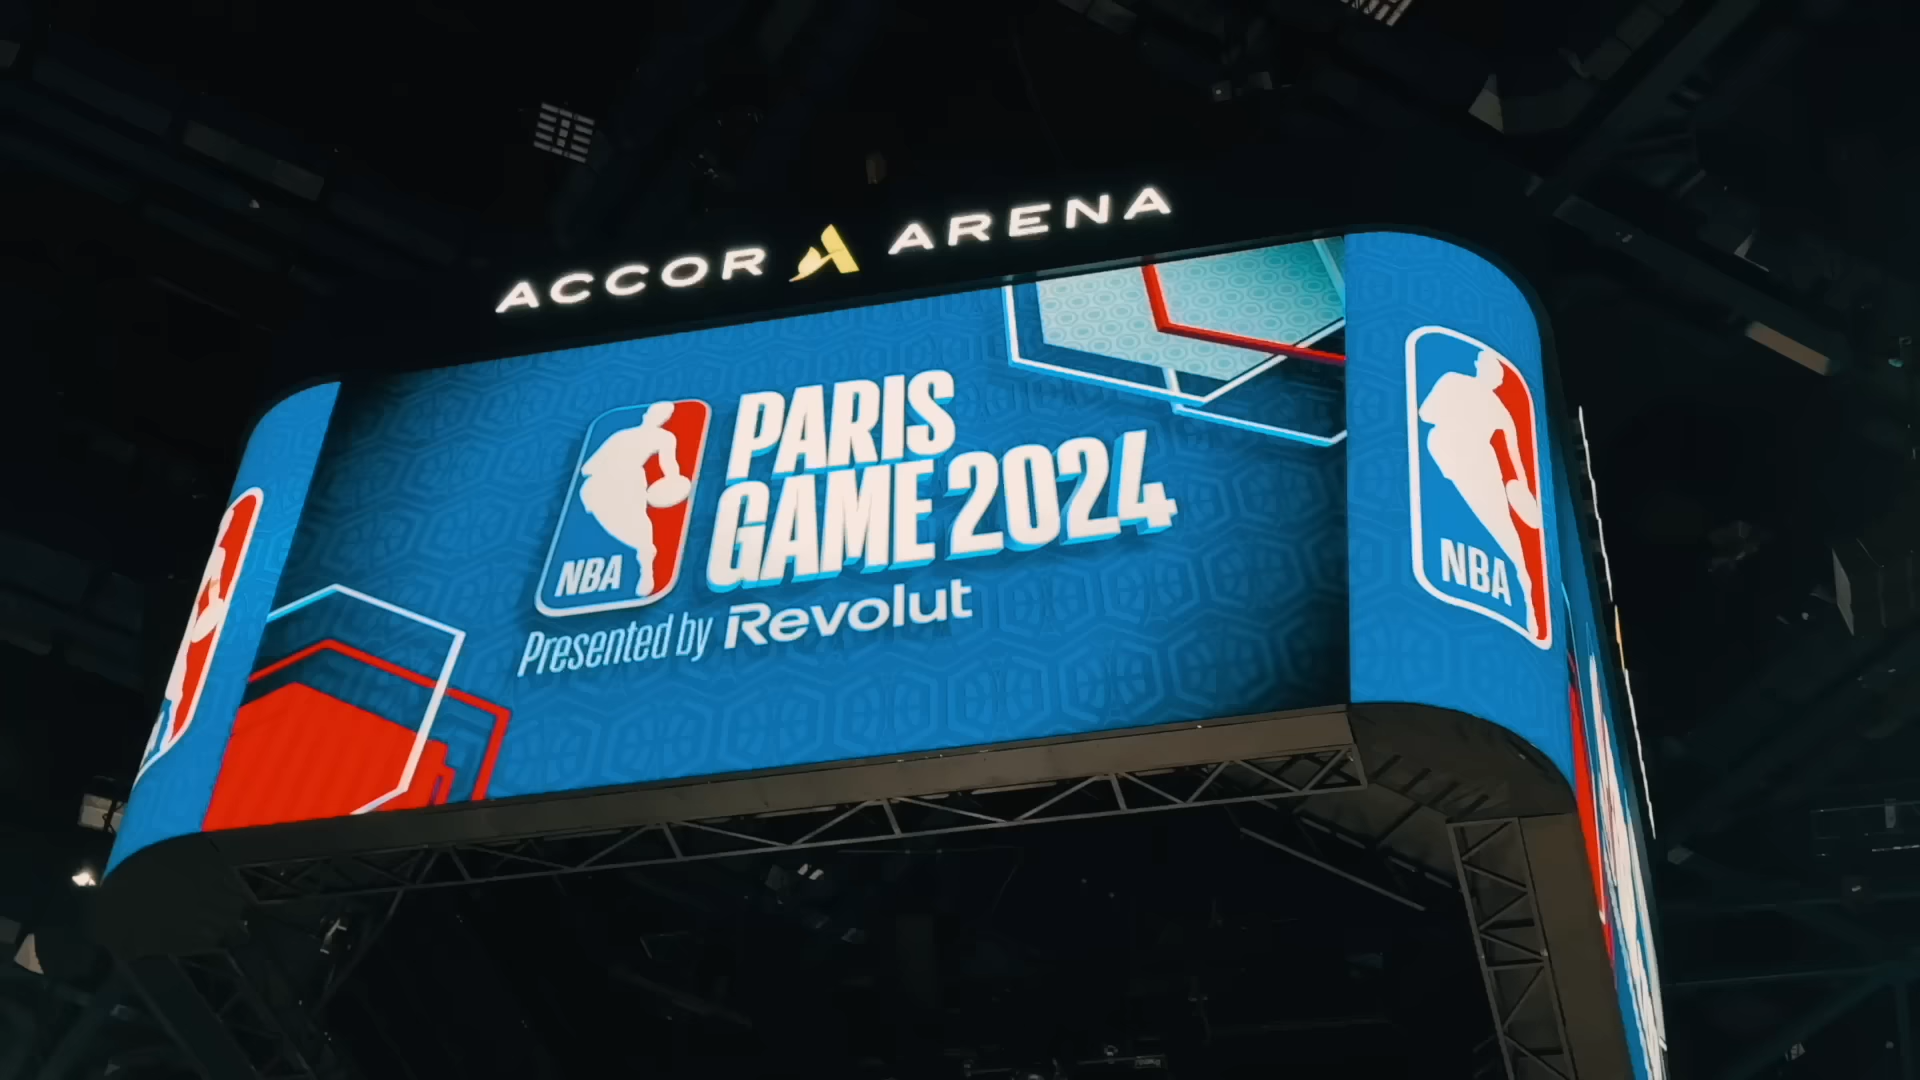 ACCOR ARENA
PARIS
GAME 2024
NBA
Presented by Revolut
NBA